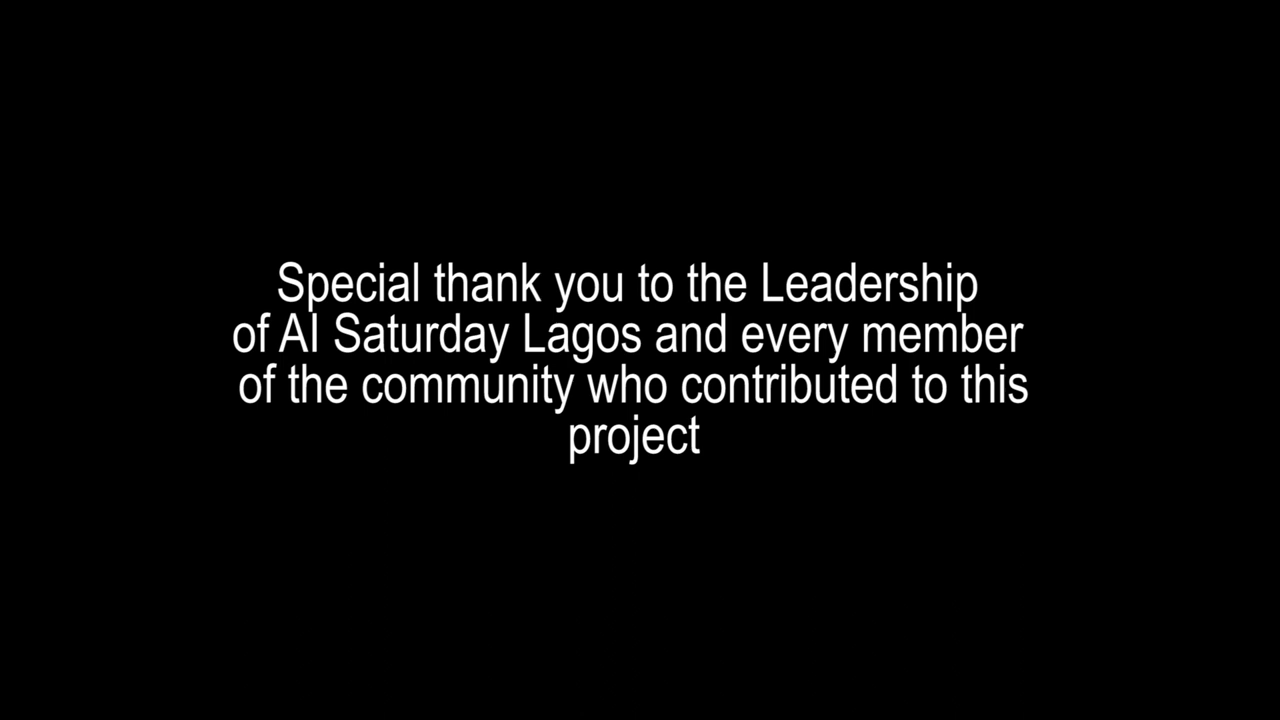 Special thank you to the Leadership
of AI Saturday Lagos and every member
of the community who contributed to this
project